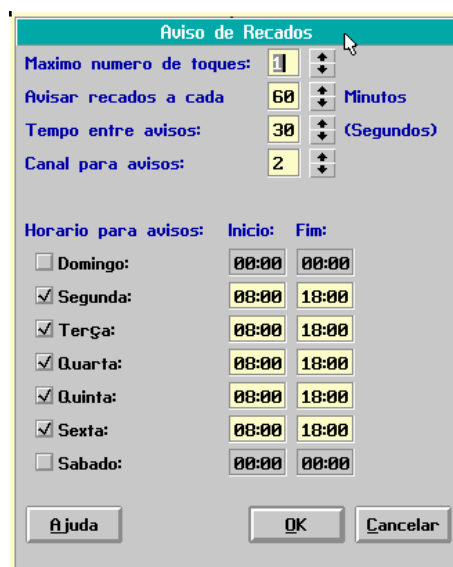 Aviso de Recados
Maximo numero de toques: 1
Avisar recados a cada 60 Minutos
Tempo entre avisos: 30 (Segundos)
Canal para avisos: 2
Horario para avisos: Inicio: Fim:
Domingo: 00:00 00:00
Segunda: 08:00 18:00
Terça: 08:00 18:00
Quarta: 08:00 18:00
Quinta: 08:00 18:00
Sexta: 08:00 18:00
Sabado: 00:00 00:00
Ajuda OK Cancelar